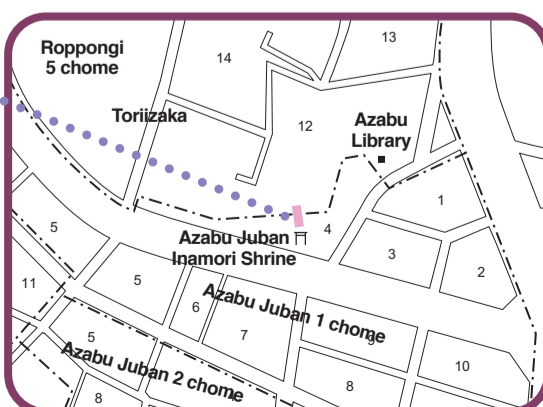 Roppongi
5 chome
14
13
Toriizaka
12
Azabu
Library
1
5
Azabu Juban
Inamori Shrine
4
3
2
11
5
6
Azabu Juban 1 chome
7
9
10
5
Azabu Juban 2 chome
8
8